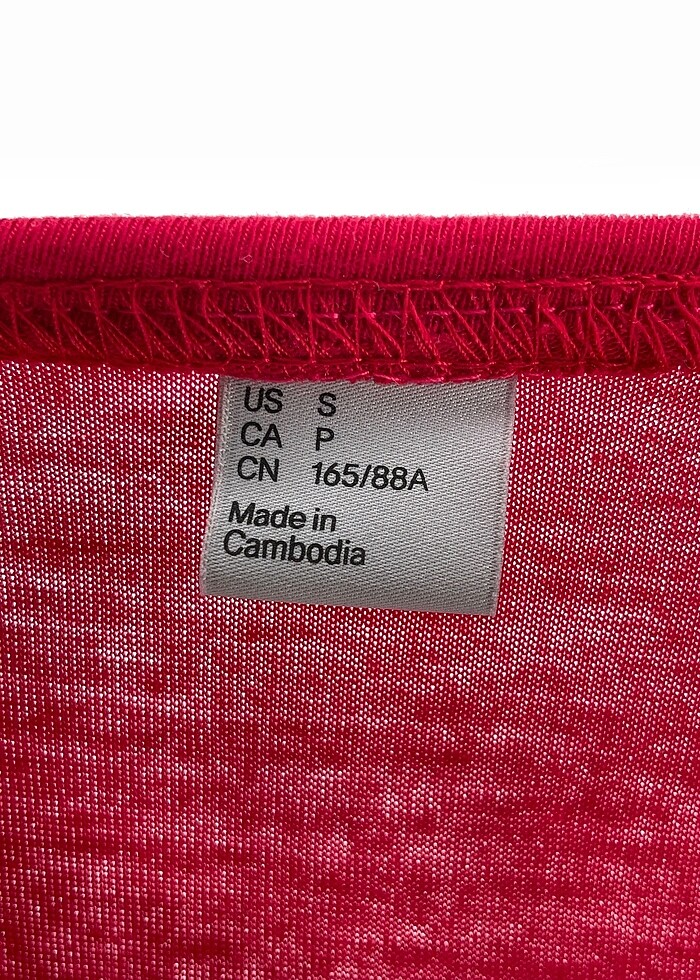 US S
CA P
CN 165/88A
Made in
Cambodia